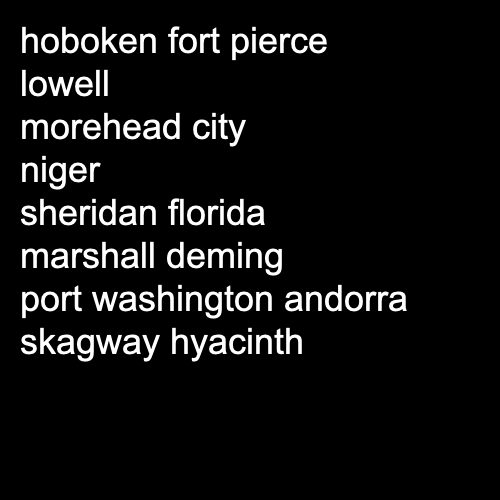 hoboken fort pierce
lowell
morehead city
niger
sheridan florida
marshall deming
port washington andorra
skagway hyacinth